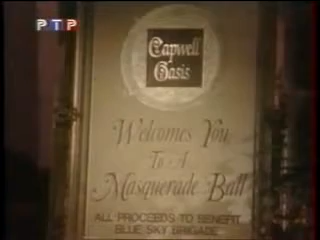 РТР
Capwell
Oasis
Welcomes You
To A
Masquerade Ball
ALL PROCEEDS TO BENEFIT
BLUE SKY BRIGADE